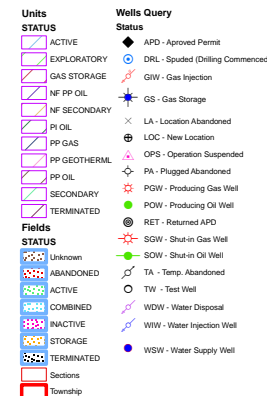 Units
STATUS
ACTIVE
EXPLORATORY
GAS STORAGE
NF PP OIL
NF SECONDARY
PI OIL
PP GAS
PP GEOTHERML
PP OIL
SECONDARY
TERMINATED
Fields
STATUS
Unknown
ABANDONED
ACTIVE
COMBINED
INACTIVE
STORAGE
TERMINATED
Sections
Township
Wells Query
Status
APD - Aproved Permit
DRL - Spuded (Drilling Commenced
GIW - Gas Injection
GS - Gas Storage
LA - Location Abandoned
LOC - New Location
OPS - Operation Suspended
PA - Plugged Abandoned
PGW - Producing Gas Well
POW - Producing Oil Well
RET - Returned APD
SGW - Shut-in Gas Well
SOW - Shut-in Oil Well
TA - Temp. Abandoned
TW - Test Well
WDW - Water Disposal
WIW - Water Injection Well
WSW - Water Supply Well